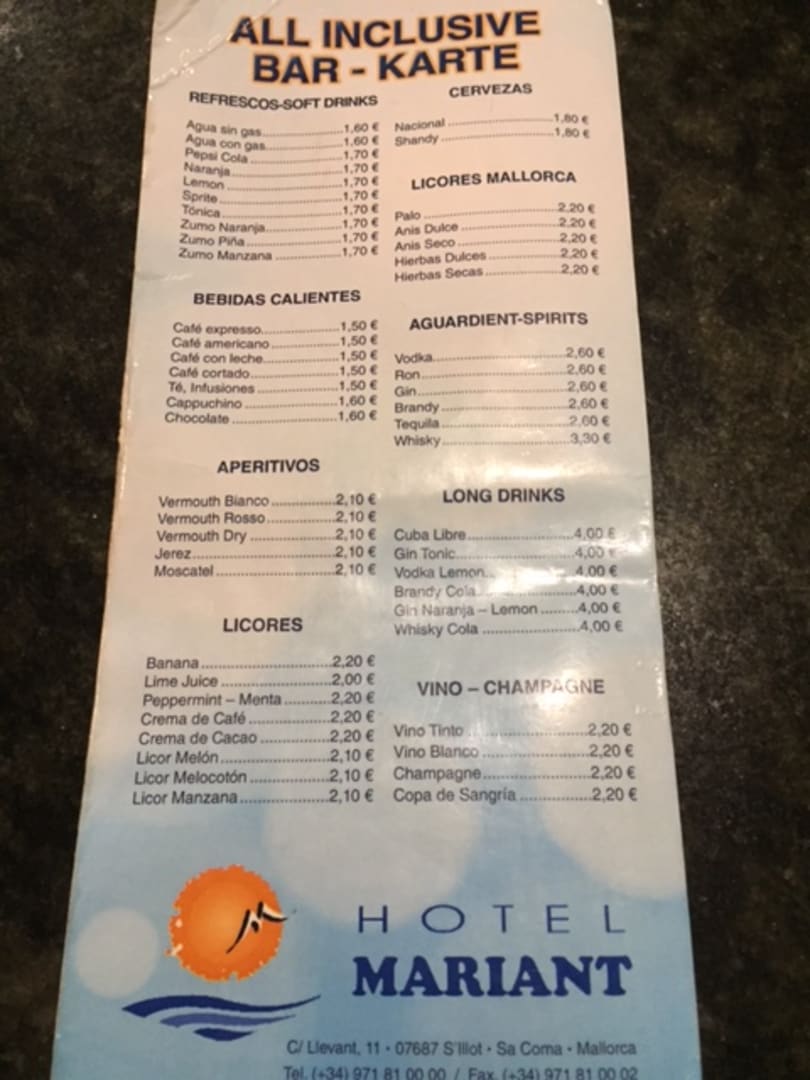 ALL INCLUSIVE
BAR - KARTE
REFRESCOS-SOFT DRINKS
Agua sin gas 1,60 €
Agua con gas 1,60 €
Pepsi Cola 1,70 €
Naranja 1,70 €
Lemon 1,70 €
Sprite 1,70 €
Tónica 1,70 €
Zumo Naranja 1,70 €
Zumo Piña 1,70 €
Zumo Manzana 1,70 €
BEBIDAS CALIENTES
Café expresso 1,50 €
Café americano 1,50 €
Café con leche 1,50 €
Café cortado 1,50 €
Té, Infusiones 1,50 €
Cappuchino 1,60 €
Chocolate 1,60 €
APERITIVOS
Vermouth Bianco 2,10 €
Vermouth Rosso 2,10 €
Vermouth Dry 2,10 €
Jerez 2,10 €
Moscatel 2,10 €
LICORES
Banana 2,20 €
Lime Juice 2,00 €
Peppermint – Menta 2,20 €
Crema de Café 2,20 €
Crema de Cacao 2,20 €
Licor Melón 2,10 €
Licor Melocotón 2,10 €
Licor Manzana 2,10 €
CERVEZAS
Nacional 1,80 €
Shandy 1,80 €
LICORES MALLORCA
Palo 2,20 €
Anis Dulce 2,20 €
Anis Seco 2,20 €
Hierbas Dulces 2,20 €
Hierbas Secas 2,20 €
AGUARDIENT-SPIRITS
Vodka 2,60 €
Ron 2,60 €
Gin 2,60 €
Brandy 2,60 €
Tequila 2,60 €
Whisky 3,30 €
LONG DRINKS
Cuba Libre 4,00 €
Gin Tonic 4,00 €
Vodka Lemon 4,00 €
Brandy Cola 4,00 €
Gin Naranja – Lemon 4,00 €
Whisky Cola 4,00 €
VINO – CHAMPAGNE
Vino Tinto 2,20 €
Vino Blanco 2,20 €
Champagne 2,20 €
Copa de Sangría 2,20 €
HOTEL
MARIANT
C/ Llevant, 11 · 07687 S'Illot · Sa Coma · Mallorca
Tel. (+34) 971 81 00 00 / Fax. (+34) 971 81 00 02